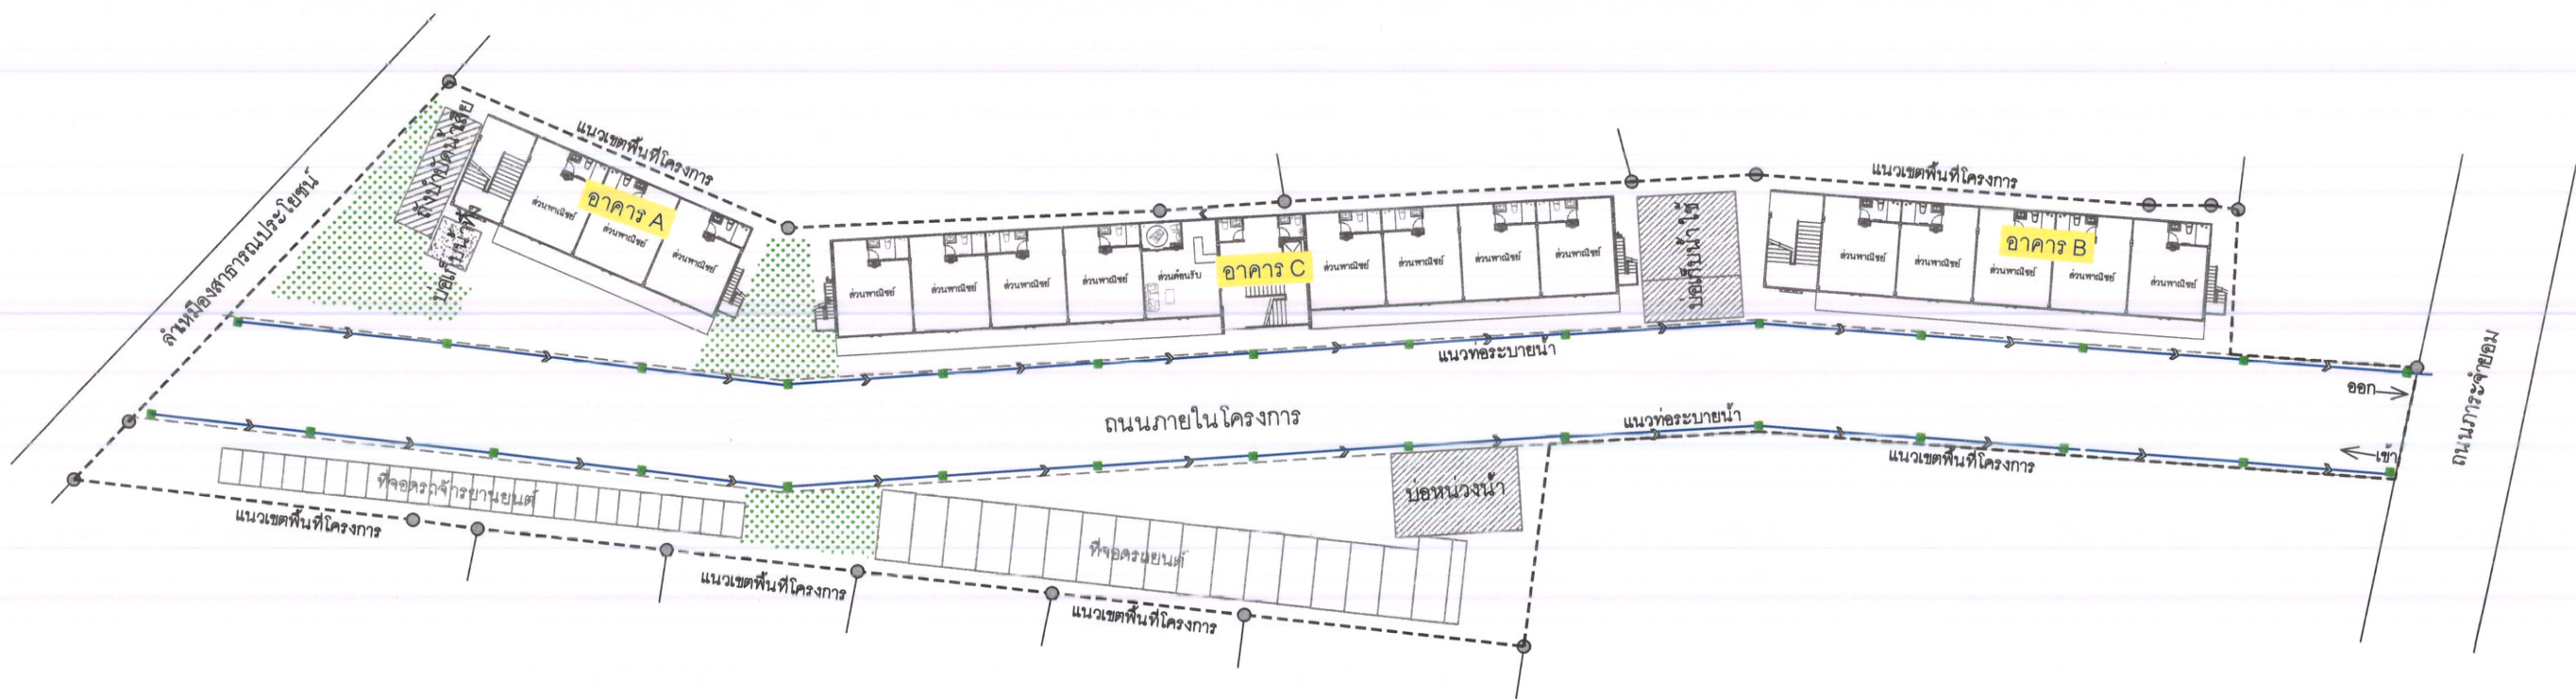 ลำเหมืองสาธารณประโยชน์
ถังบำบัดน้ำเสีย
บ่อเก็บน้ำทิ้ง
แนวเขตพื้นที่โครงการ
อาคาร A
ส่วนพาณิชย์
ส่วนพาณิชย์
ส่วนพาณิชย์
ส่วนพาณิชย์
ส่วนพาณิชย์
ส่วนพาณิชย์
ส่วนพาณิชย์
ส่วนต้อนรับ
อาคาร C
ส่วนพาณิชย์
ส่วนพาณิชย์
ส่วนพาณิชย์
ส่วนพาณิชย์
บ่อเก็บน้ำใช้
แนวเขตพื้นที่โครงการ
อาคาร B
ส่วนพาณิชย์
ส่วนพาณิชย์
ส่วนพาณิชย์
ส่วนพาณิชย์
ส่วนพาณิชย์
แนวท่อระบายน้ำ
ออก
ถนนภาระจำยอม
ถนนภายในโครงการ
แนวท่อระบายน้ำ
เข้า
แนวเขตพื้นที่โครงการ
ที่จอดรถจักรยานยนต์
บ่อหน่วงน้ำ
แนวเขตพื้นที่โครงการ
ที่จอดรถยนต์
แนวเขตพื้นที่โครงการ
แนวเขตพื้นที่โครงการ